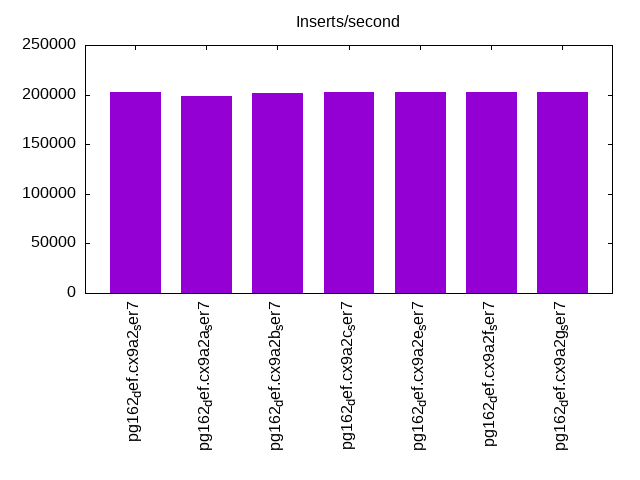 Inserts/second
250000
200000
150000
100000
50000
0
pg162def.cx9a2ser7
pg162def.cx9a2aser7
pg162def.cx9a2bser7
pg162def.cx9a2cser7
pg162def.cx9a2eser7
pg162def.cx9a2fser7
pg162def.cx9a2gser7